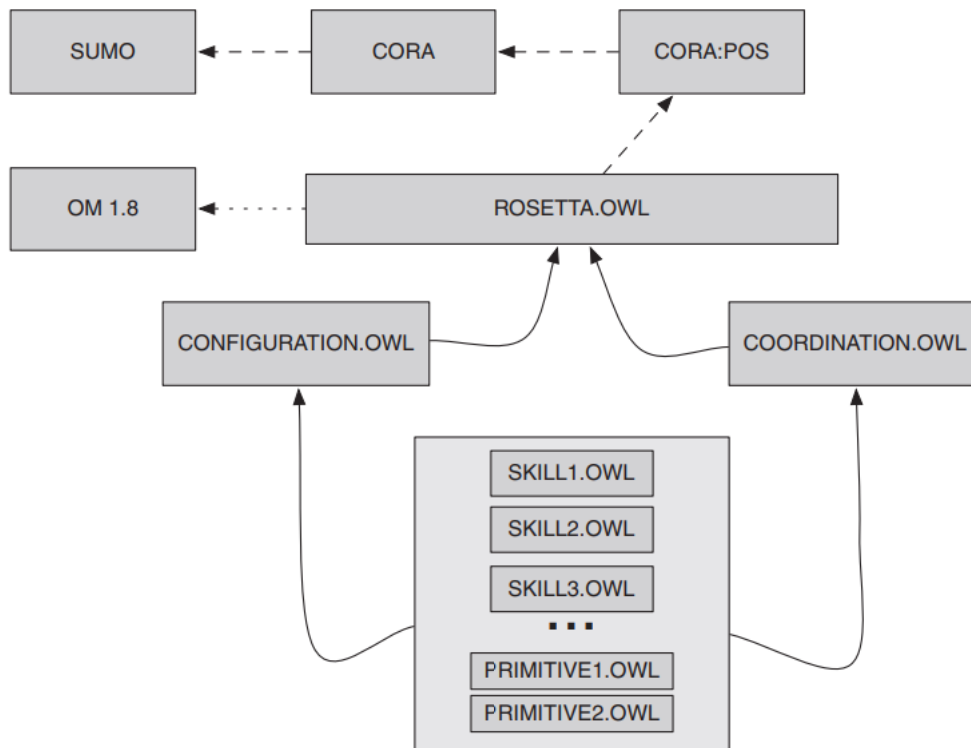 SUMO
CORA
CORA:POS
OM 1.8
ROSETTA.OWL
CONFIGURATION.OWL
COORDINATION.OWL
SKILL1.OWL
SKILL2.OWL
SKILL3.OWL
...
PRIMITIVE1.OWL
PRIMITIVE2.OWL